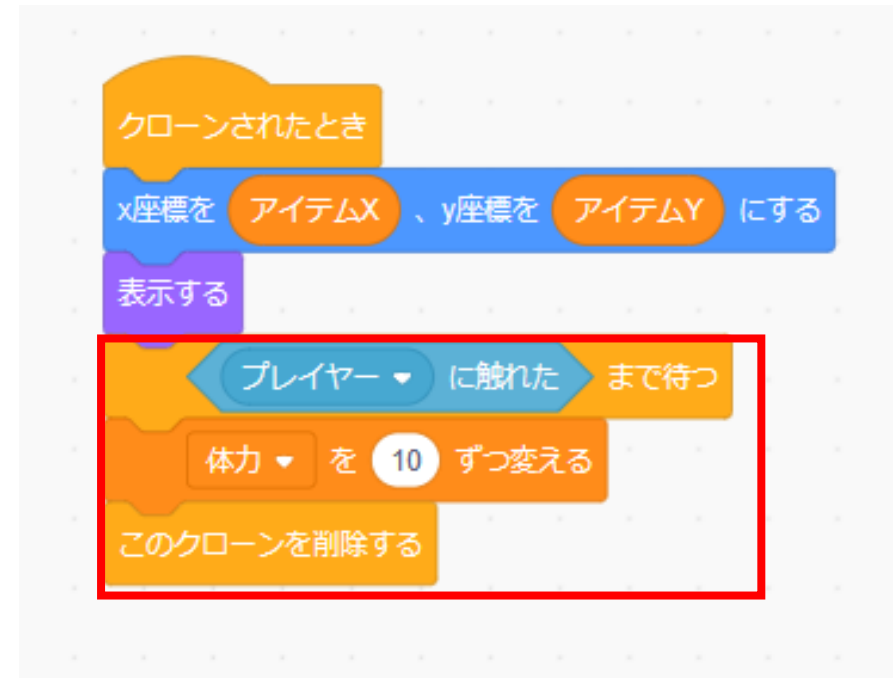 クローンされたとき
x座標を アイテムX 、y座標を アイテムY にする
表示する
プレイヤー に触れた まで待つ
体力 を 10 ずつ変える
このクローンを削除する